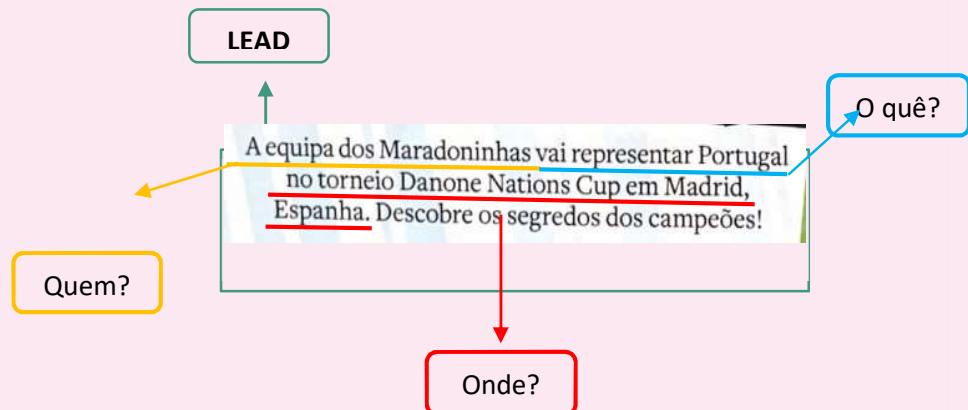 LEAD
O quê?
A equipa dos Maradoninhas vai representar Portugal
no torneio Danone Nations Cup em Madrid,
Espanha. Descobre os segredos dos campeões!
Quem?
Onde?